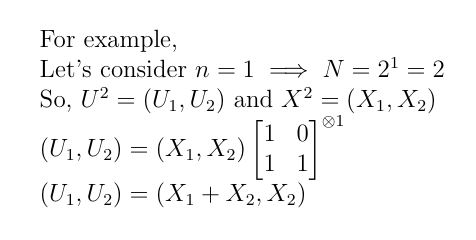 For example,
Let's consider $n = 1 \implies N = 2^1 = 2$
So, $U^2 = (U_1, U_2)$ and $X^2 = (X_1, X_2)$
$(U_1, U_2) = (X_1, X_2) \begin{bmatrix} 1 & 0 \\ 1 & 1 \end{bmatrix}^{\otimes 1}$
$(U_1, U_2) = (X_1 + X_2, X_2)$